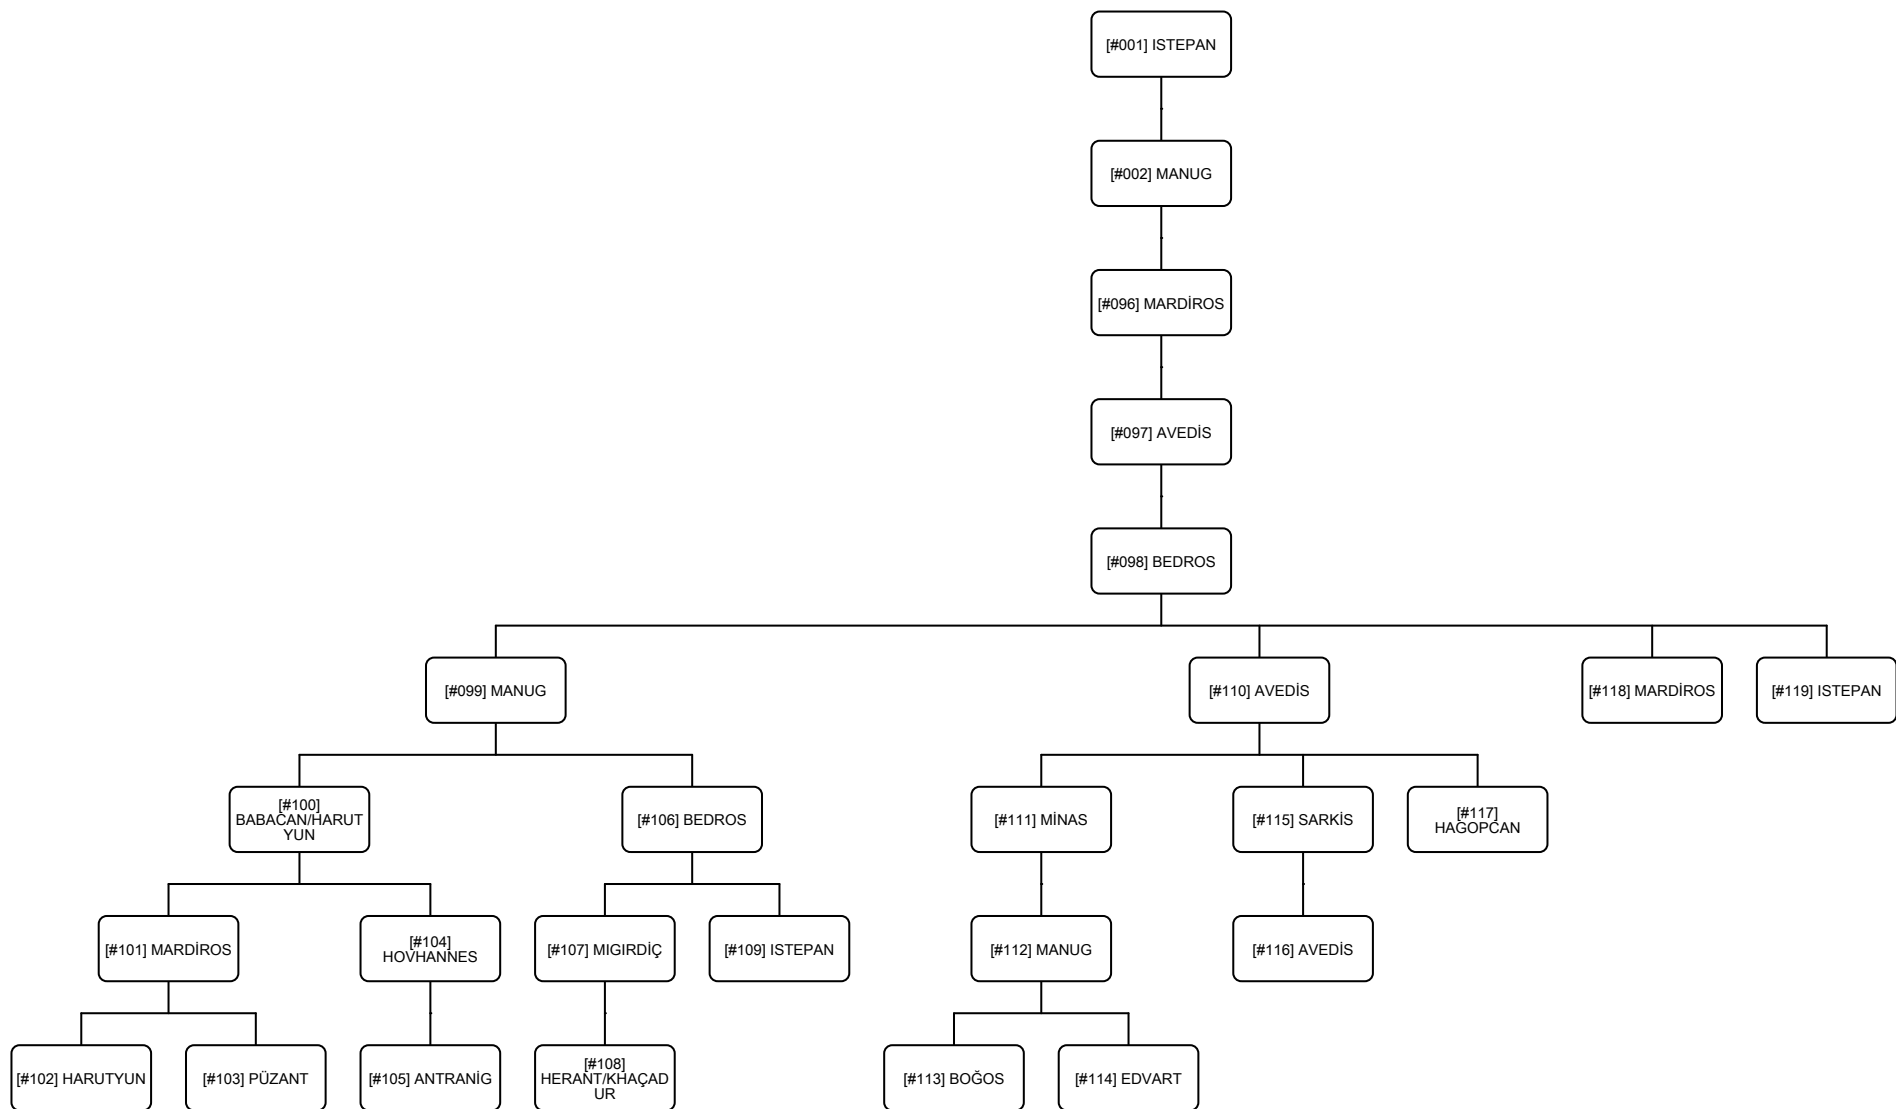 [#001] ISTEPAN
[#002] MANUG
[#096] MARDİROS
[#097] AVEDİS
[#098] BEDROS
[#099] MANUG
[#110] AVEDİS
[#118] MARDİROS
[#119] ISTEPAN
[#100]
BABACAN/HARUT
YUN
[#106] BEDROS
[#111] MİNAS
[#115] SARKİS
[#117]
HAGOPCAN
[#101] MARDİROS
[#104]
HOVHANNES
[#107] MIGIRDİÇ
[#109] ISTEPAN
[#112] MANUG
[#116] AVEDİS
[#102] HARUTYUN
[#103] PÜZANT
[#105] ANTRANİG
[#108]
HERANT/KHAÇAD
UR
[#113] BOĞOS
[#114] EDVART